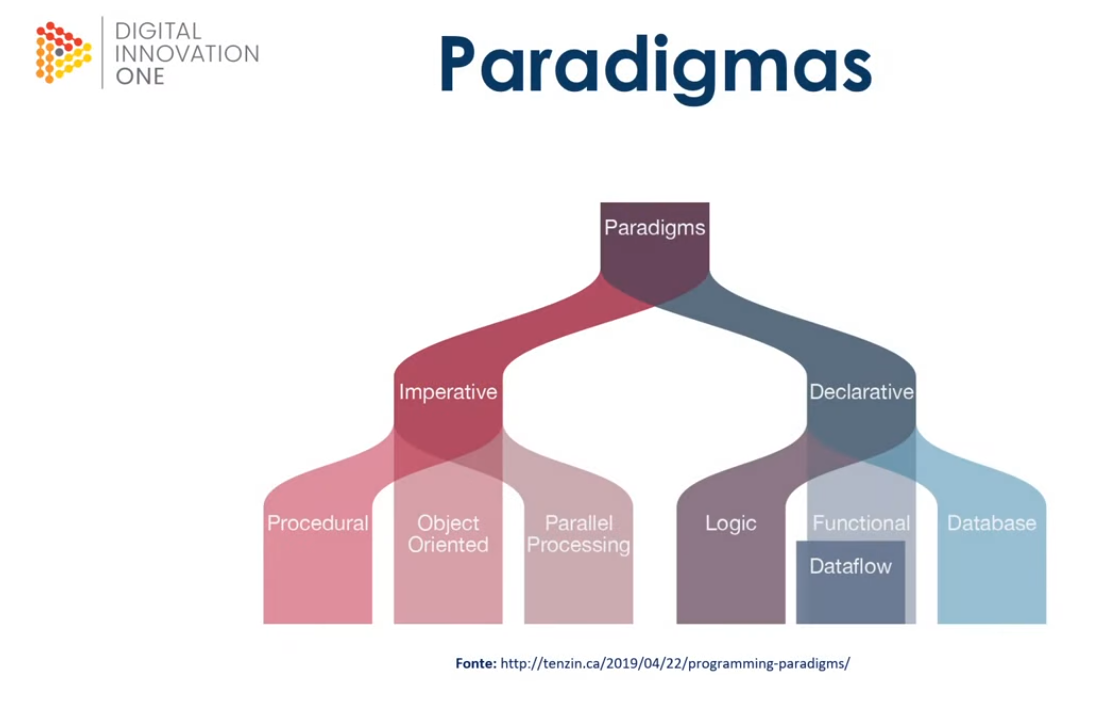 DIGITAL
INNOVATION
ONE
Paradigmas
Paradigms
Imperative
Declarative
Procedural
Object
Oriented
Parallel
Processing
Logic
Functional
Dataflow
Database
Fonte: http://tenzin.ca/2019/04/22/programming-paradigms/